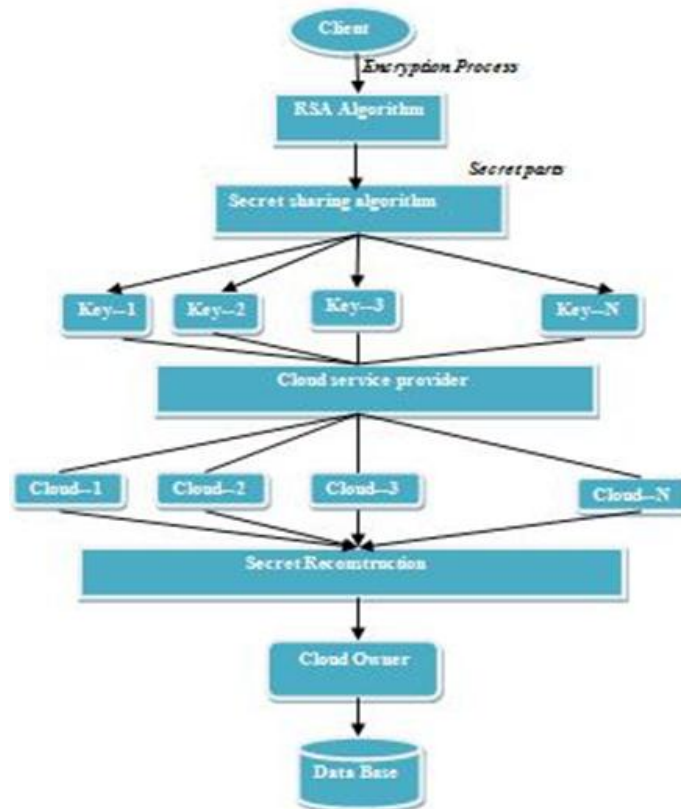 Client
Encryption Process
RSA Algorithm
Secret parts
Secret sharing algorithm
Key--1
Key--2
Key--3
Key--N
Cloud service provider
Cloud--1
Cloud--2
Cloud--3
Cloud--N
Secret Reconstruction
Cloud Owner
Data Base